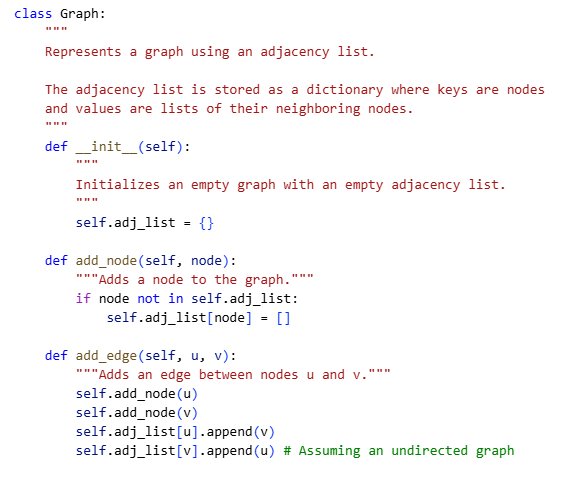 class Graph:
    """
    Represents a graph using an adjacency list.

    The adjacency list is stored as a dictionary where keys are nodes
    and values are lists of their neighboring nodes.
    """
    def __init__(self):
        """
        Initializes an empty graph with an empty adjacency list.
        """
        self.adj_list = {}

    def add_node(self, node):
        """Adds a node to the graph."""
        if node not in self.adj_list:
            self.adj_list[node] = []

    def add_edge(self, u, v):
        """Adds an edge between nodes u and v."""
        self.add_node(u)
        self.add_node(v)
        self.adj_list[u].append(v)
        self.adj_list[v].append(u) # Assuming an undirected graph